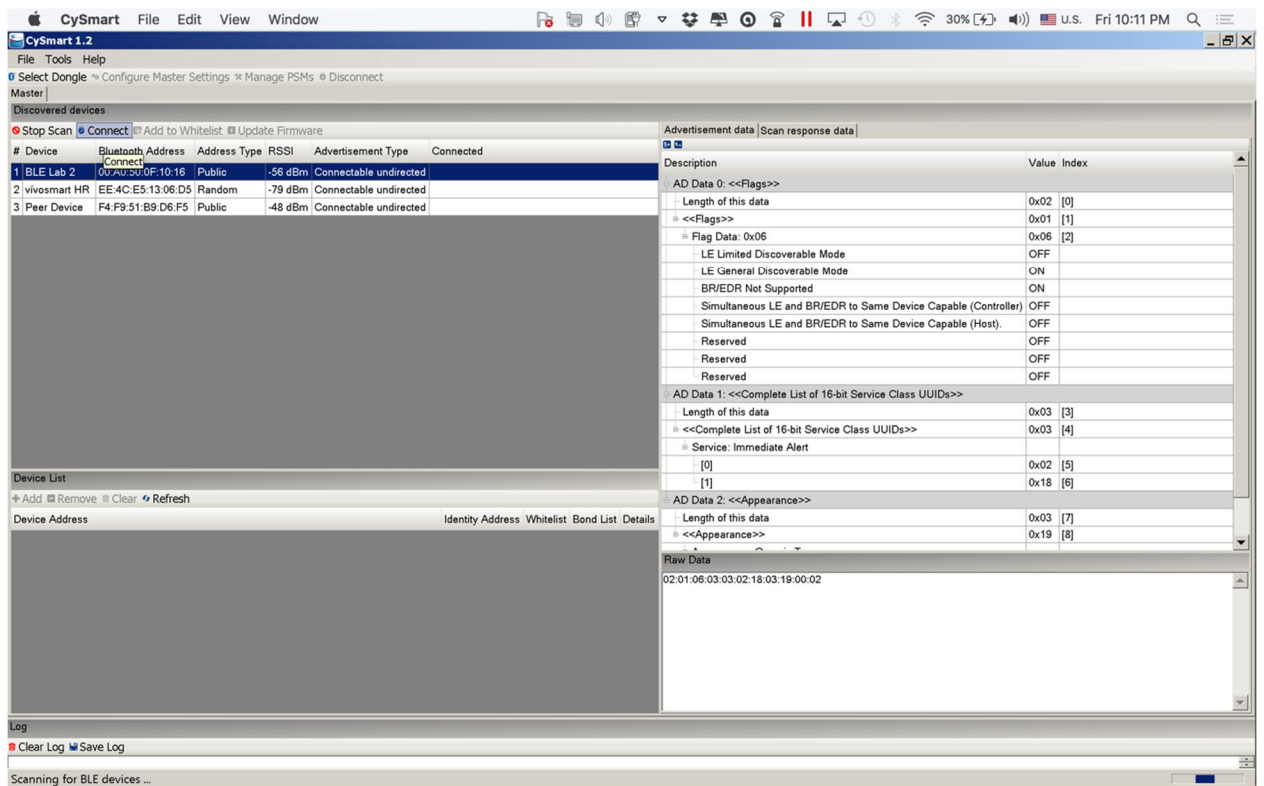 CySmart File Edit View Window 30% U.S. Fri 10:11 PM
CySmart 1.2
File Tools Help
Select Dongle Configure Master Settings Manage PSMs Disconnect
Master
Discovered devices
Stop Scan Connect Add to Whitelist Update Firmware
# Device Bluetooth Address Address Type RSSI Advertisement Type Connected
Connect
1 BLE Lab 2 00:A0:50:0F:10:16 Public -56 dBm Connectable undirected
2 vívosmart HR EE:4C:E5:13:06:D5 Random -79 dBm Connectable undirected
3 Peer Device F4:F9:51:B9:D6:F5 Public -48 dBm Connectable undirected
Device List
Add Remove Clear Refresh
Device Address Identity Address Whitelist Bond List Details
Advertisement data Scan response data
Description Value Index
AD Data 0: <<Flags>>
Length of this data 0x02 [0]
<<Flags>> 0x01 [1]
Flag Data: 0x06 0x06 [2]
LE Limited Discoverable Mode OFF
LE General Discoverable Mode ON
BR/EDR Not Supported ON
Simultaneous LE and BR/EDR to Same Device Capable (Controller) OFF
Simultaneous LE and BR/EDR to Same Device Capable (Host). OFF
Reserved OFF
Reserved OFF
Reserved OFF
AD Data 1: <<Complete List of 16-bit Service Class UUIDs>>
Length of this data 0x03 [3]
<<Complete List of 16-bit Service Class UUIDs>> 0x03 [4]
Service: Immediate Alert
[0] 0x02 [5]
[1] 0x18 [6]
AD Data 2: <<Appearance>>
Length of this data 0x03 [7]
<<Appearance>> 0x19 [8]
Raw Data
02:01:06:03:03:02:18:03:19:00:02
Log
Clear Log Save Log
Scanning for BLE devices ...